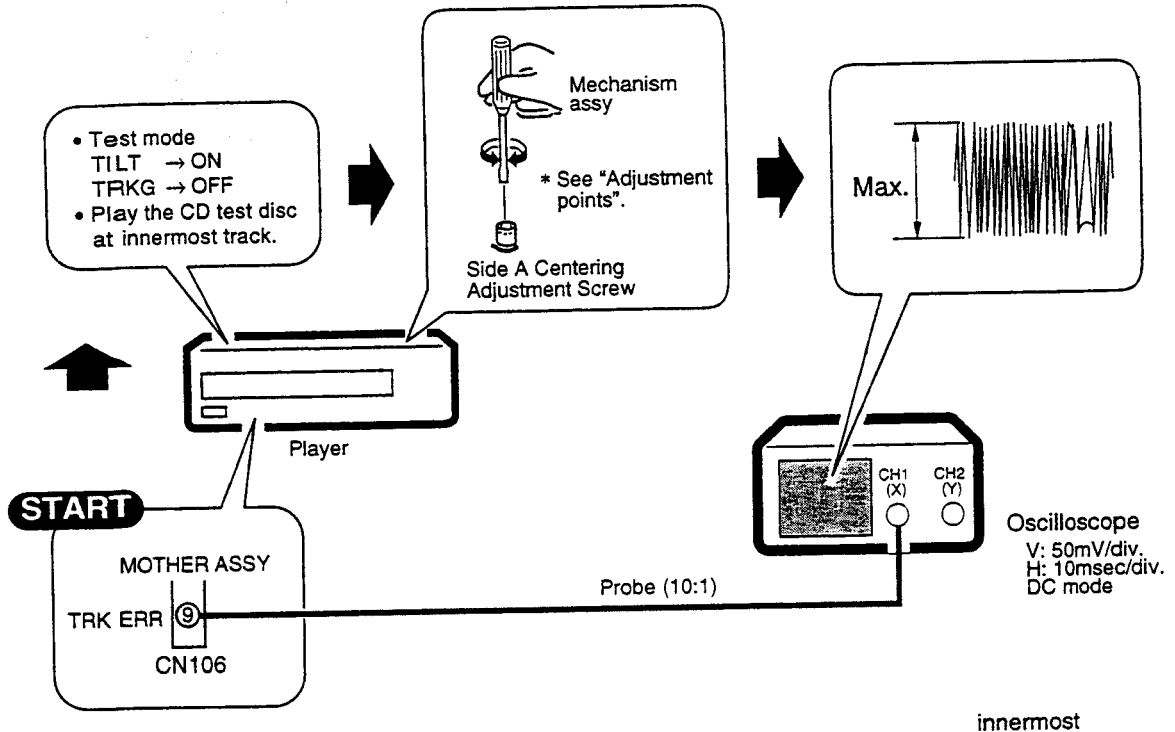 • Test mode
TILT → ON
TRKG → OFF
• Play the CD test disc
at innermost track.
Mechanism
assy
* See "Adjustment
points".
Side A Centering
Adjustment Screw
Max.
Player
START
MOTHER ASSY
TRK ERR 9
CN106
Probe (10:1)
CH1
(X)
CH2
(Y)
Oscilloscope
V: 50mV/div.
H: 10msec/div.
DC mode
innermost